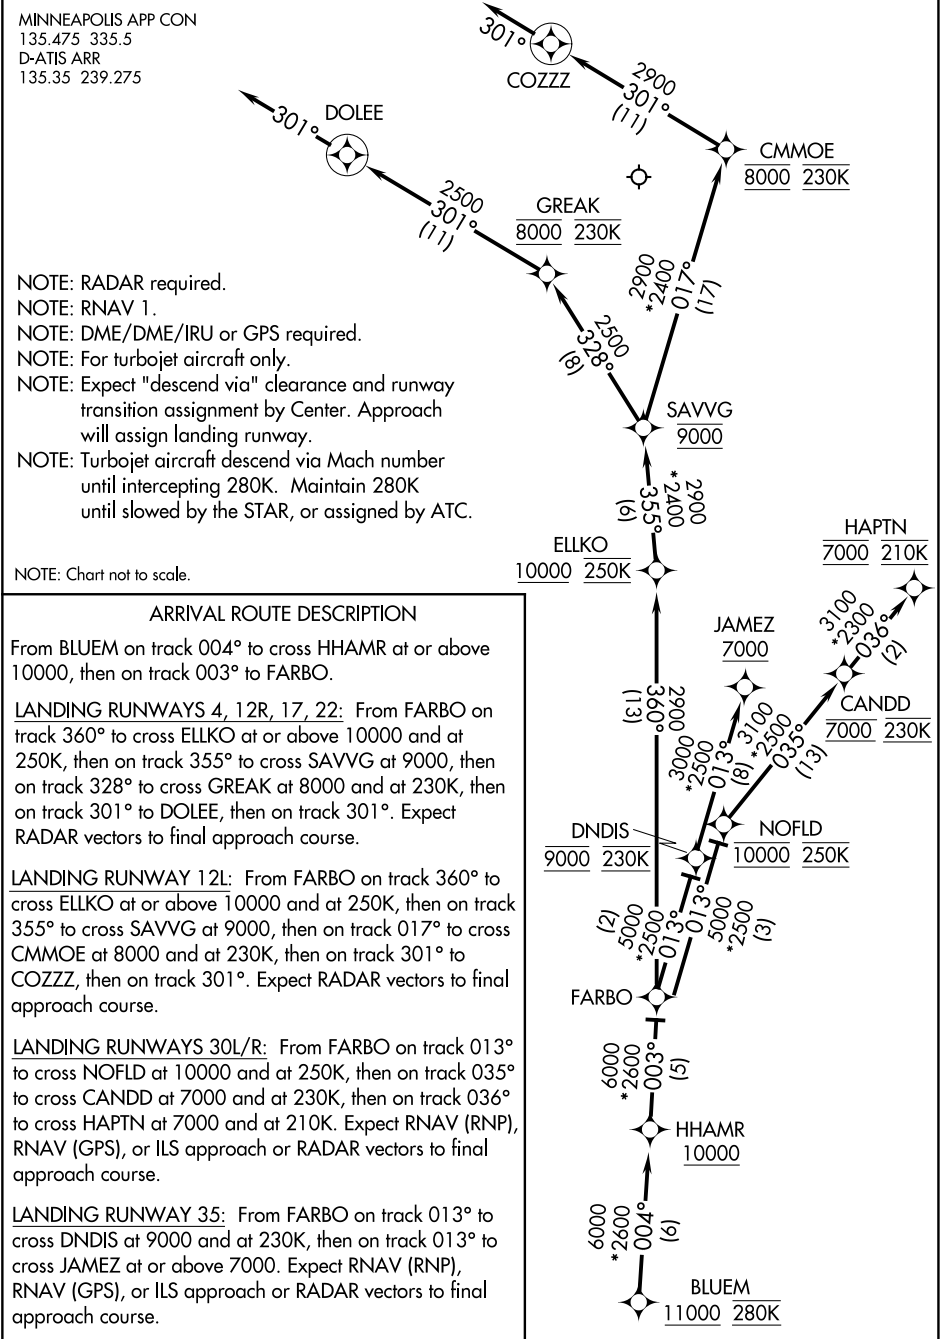 MINNEAPOLIS APP CON
135.475 335.5
D-ATIS ARR
135.35 239.275
301°
COZZZ
2900
301°
(11)
CMMOE
8000 230K
301°
DOLEE
2500
301°
(11)
GREAK
8000 230K
2900
*2400
017°
(17)
2500
328°
(8)
SAVVG
9000
NOTE: RADAR required.
NOTE: RNAV 1.
NOTE: DME/DME/IRU or GPS required.
NOTE: For turbojet aircraft only.
NOTE: Expect "descend via" clearance and runway
transition assignment by Center. Approach
will assign landing runway.
NOTE: Turbojet aircraft descend via Mach number
until intercepting 280K. Maintain 280K
until slowed by the STAR, or assigned by ATC.
NOTE: Chart not to scale.
2900
*2400
355°
(6)
ELLKO
10000 250K
HAPTN
7000 210K
3100
*2300
036°
(2)
JAMEZ
7000
CANDD
7000 230K
2900
360°
(13)
3000
*2500
013°
(8)
3100
*2500
035°
(13)
DNDIS
9000 230K
NOFLD
10000 250K
(2)
5000
*2500
013°
013°
5000
*2500
(3)
FARBO
6000
*2600
003°
(5)
HHAMR
10000
6000
*2600
004°
(6)
BLUEM
11000 280K
ARRIVAL ROUTE DESCRIPTION
From BLUEM on track 004° to cross HHAMR at or above
10000, then on track 003° to FARBO.
LANDING RUNWAYS 4, 12R, 17, 22: From FARBO on
track 360° to cross ELLKO at or above 10000 and at
250K, then on track 355° to cross SAVVG at 9000, then
on track 328° to cross GREAK at 8000 and at 230K, then
on track 301° to DOLEE, then on track 301°. Expect
RADAR vectors to final approach course.
LANDING RUNWAY 12L: From FARBO on track 360° to
cross ELLKO at or above 10000 and at 250K, then on track
355° to cross SAVVG at 9000, then on track 017° to cross
CMMOE at 8000 and at 230K, then on track 301° to
COZZZ, then on track 301°. Expect RADAR vectors to final
approach course.
LANDING RUNWAYS 30L/R: From FARBO on track 013°
to cross NOFLD at 10000 and at 250K, then on track 035°
to cross CANDD at 7000 and at 230K, then on track 036°
to cross HAPTN at 7000 and at 210K. Expect RNAV (RNP),
RNAV (GPS), or ILS approach or RADAR vectors to final
approach course.
LANDING RUNWAY 35: From FARBO on track 013° to
cross DNDIS at 9000 and at 230K, then on track 013° to
cross JAMEZ at or above 7000. Expect RNAV (RNP),
RNAV (GPS), or ILS approach or RADAR vectors to final
approach course.